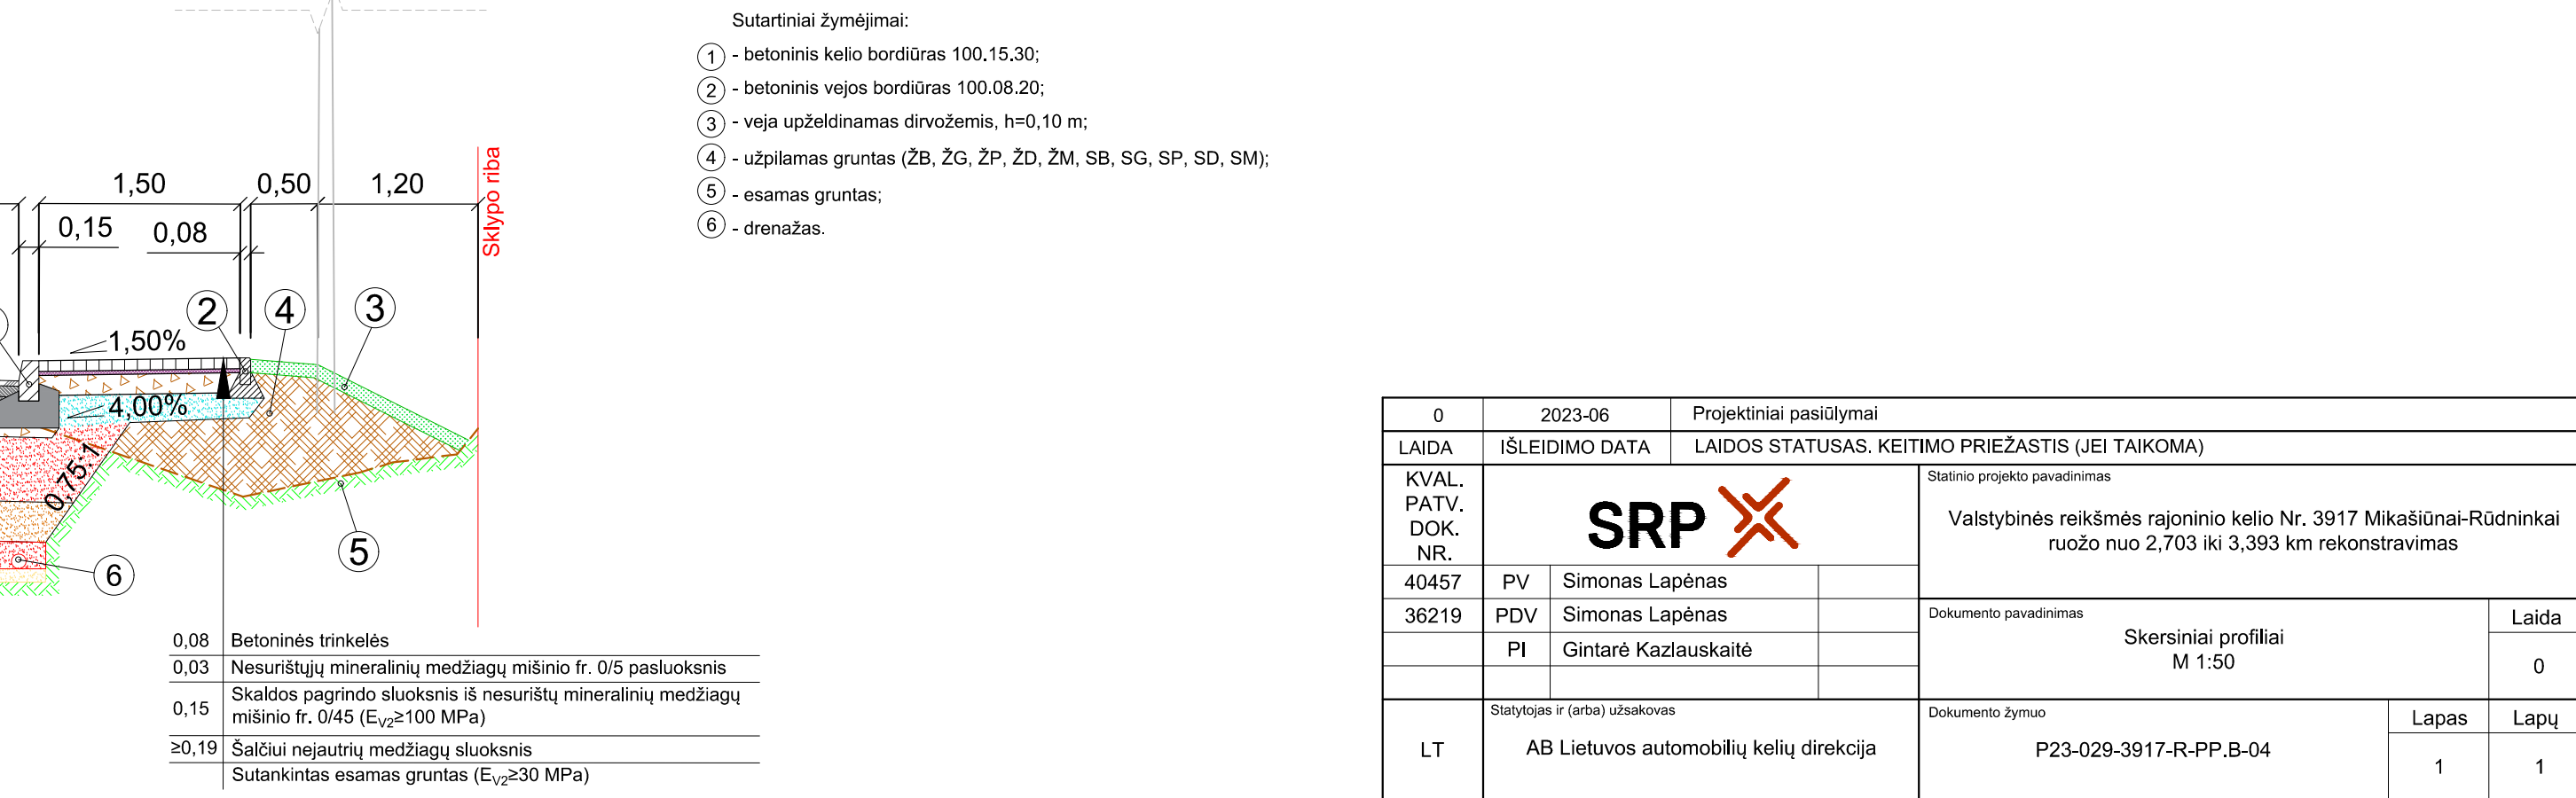 Sutartiniai žymėjimai:
1 - betoninis kelio bordiūras 100.15.30;
2 - betoninis vejos bordiūras 100.08.20;
3 - veja upželdinamas dirvožemis, h=0,10 m;
4 - užpilamas gruntas (ŽB, ŽG, ŽP, ŽD, ŽM, SB, SG, SP, SD, SM);
5 - esamas gruntas;
6 - drenažas.
1,50 0,50 1,20
0,15 0,08
Sklypo riba
2 4 3
1,50%
4,00%
0.75:1
5
6
0,08 Betoninės trinkelės
0,03 Nesurištųjų mineralinių medžiagų mišinio fr. 0/5 pasluoksnis
0,15 Skaldos pagrindo sluoksnis iš nesurištų mineralinių medžiagų
mišinio fr. 0/45 (EV2≥100 MPa)
≥0,19 Šalčiui nejautrių medžiagų sluoksnis
Sutankintas esamas gruntas (EV2≥30 MPa)
0 2023-06 Projektiniai pasiūlymai
LAIDA IŠLEIDIMO DATA LAIDOS STATUSAS. KEITIMO PRIEŽASTIS (JEI TAIKOMA)
KVAL.
PATV.
DOK.
NR.
SRP
Statinio projekto pavadinimas
Valstybinės reikšmės rajoninio kelio Nr. 3917 Mikašiūnai-Rūdninkai
ruožo nuo 2,703 iki 3,393 km rekonstravimas
40457 PV Simonas Lapėnas
36219 PDV Simonas Lapėnas
PI Gintarė Kazlauskaitė
Dokumento pavadinimas
Skersiniai profiliai
M 1:50
Laida
0
LT
Statytojas ir (arba) užsakovas
AB Lietuvos automobilių kelių direkcija
Dokumento žymuo
P23-029-3917-R-PP.B-04
Lapas Lapų
1 1